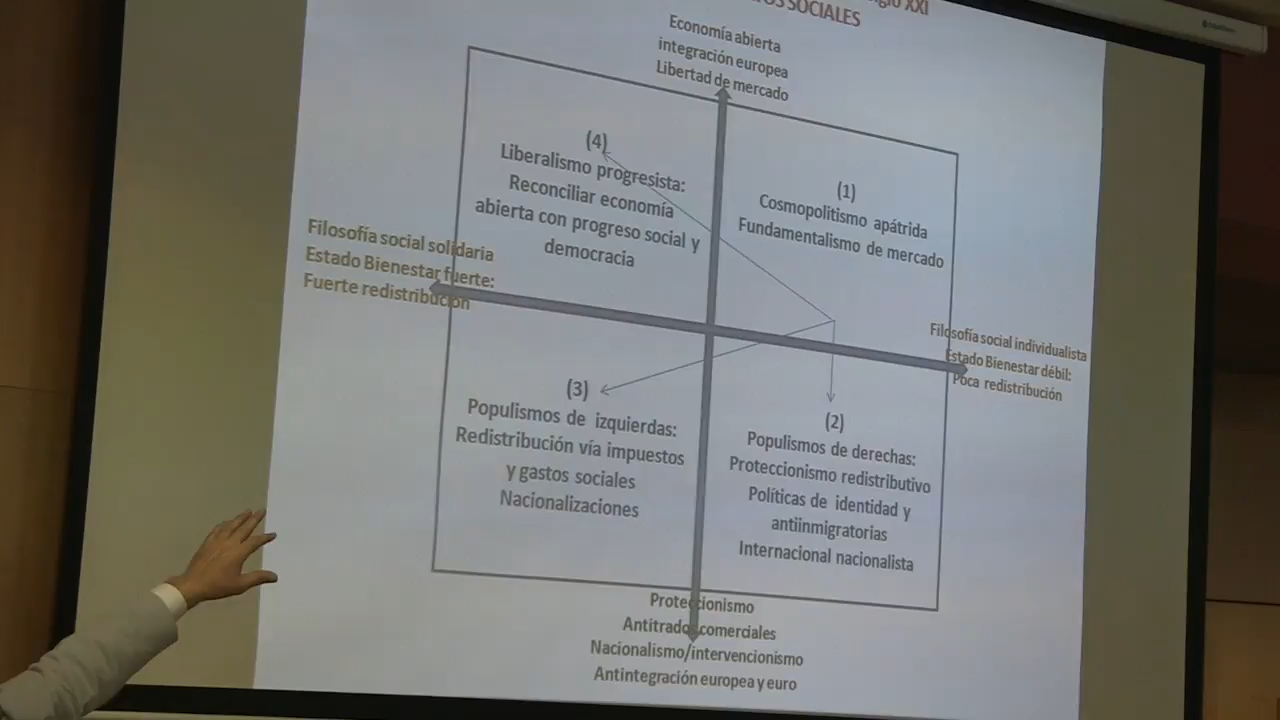 siglo XXI
SOCIALES
Economía abierta
integración europea
Libertad de mercado
(4)
Liberalismo progresista:
Reconciliar economía
abierta con progreso social y
democracia
(1)
Cosmopolitismo apátrida
Fundamentalismo de mercado
Filosofía social solidaria
Estado Bienestar fuerte:
Fuerte redistribución
Filosofía social individualista
Estado Bienestar débil:
Poca redistribución
(3)
Populismos de izquierdas:
Redistribución vía impuestos
y gastos sociales
Nacionalizaciones
(2)
Populismos de derechas:
Proteccionismo redistributivo
Políticas de identidad y
antiinmigratorias
Internacional nacionalista
Proteccionismo
Antitrados comerciales
Nacionalismo/intervencionismo
Antintegración europea y euro